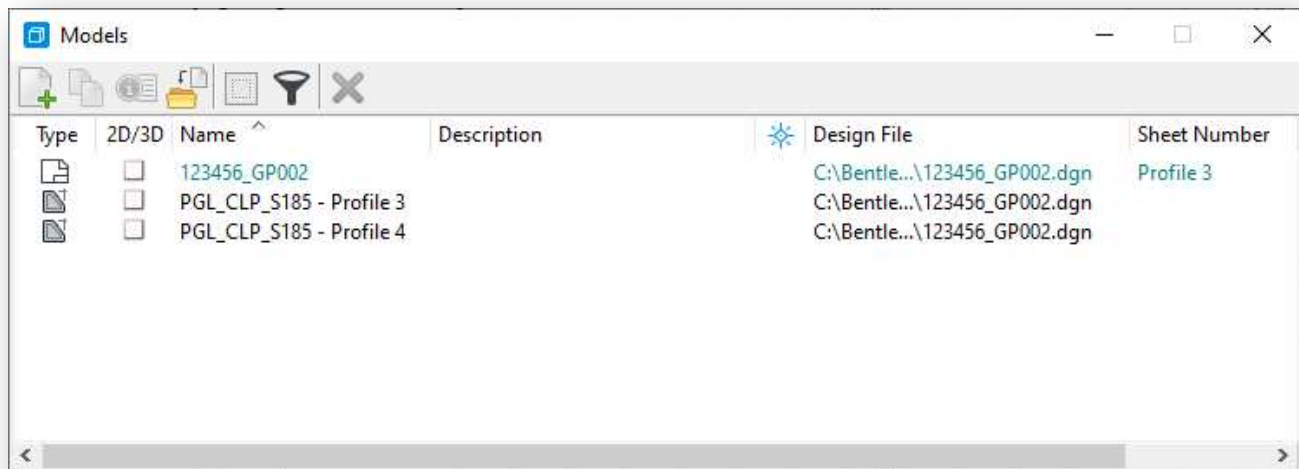 Models
Type 2D/3D Name Description Design File Sheet Number
123456_GP002 C:\Bentle...\123456_GP002.dgn Profile 3
PGL_CLP_S185 - Profile 3 C:\Bentle...\123456_GP002.dgn
PGL_CLP_S185 - Profile 4 C:\Bentle...\123456_GP002.dgn